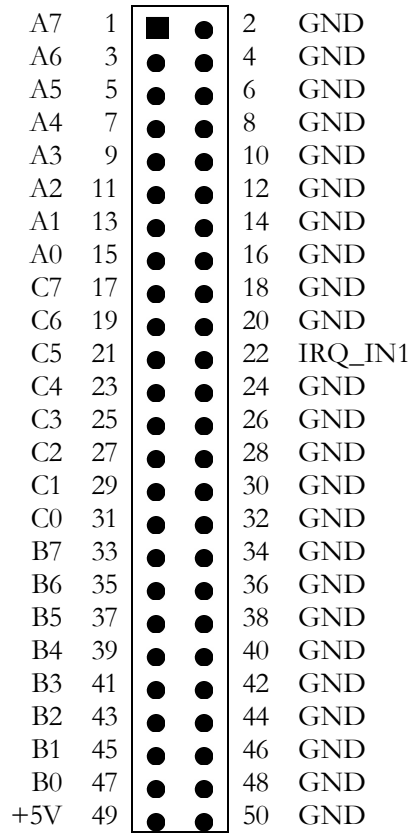 A7 1 2 GND
A6 3 4 GND
A5 5 6 GND
A4 7 8 GND
A3 9 10 GND
A2 11 12 GND
A1 13 14 GND
A0 15 16 GND
C7 17 18 GND
C6 19 20 GND
C5 21 22 IRQ_IN1
C4 23 24 GND
C3 25 26 GND
C2 27 28 GND
C1 29 30 GND
C0 31 32 GND
B7 33 34 GND
B6 35 36 GND
B5 37 38 GND
B4 39 40 GND
B3 41 42 GND
B2 43 44 GND
B1 45 46 GND
B0 47 48 GND
+5V 49 50 GND